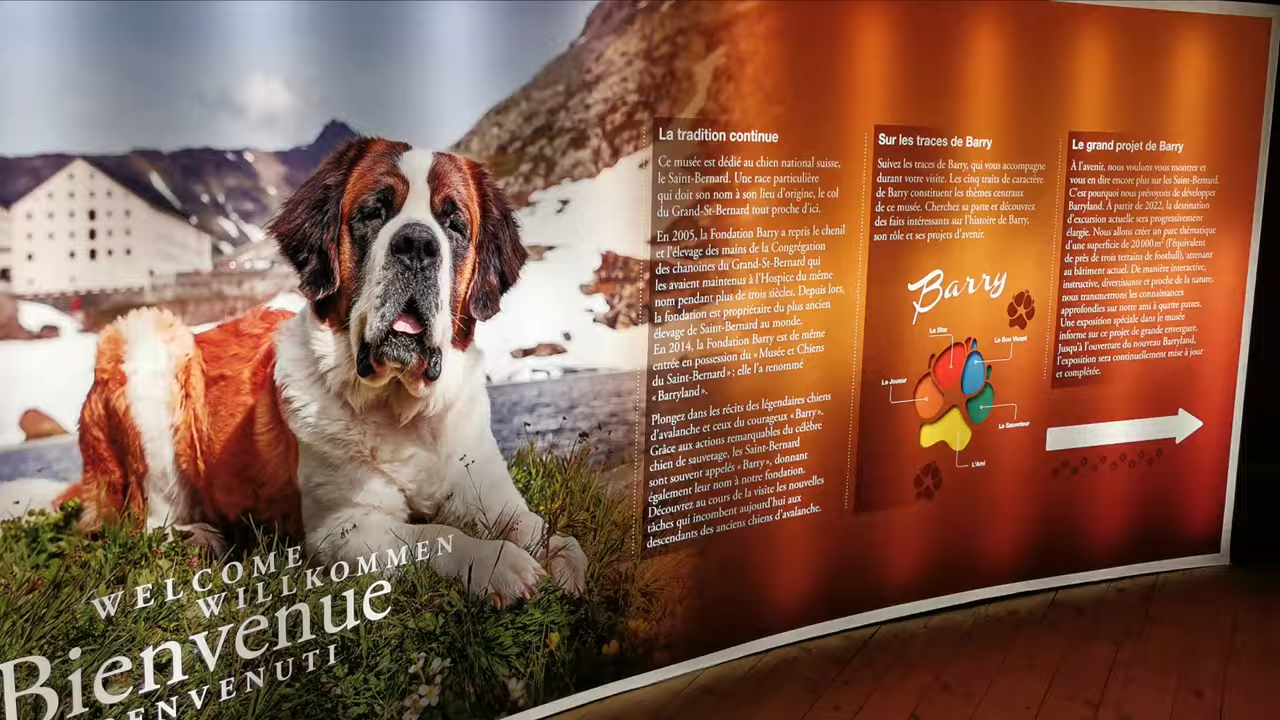 WELCOME
WILLKOMMEN
Bienvenue
BENVENUTI
La tradition continue
Ce musée est dédié au chien national suisse,
le Saint-Bernard. Une race particulière
qui doit son nom à son lieu d'origine, le col
du Grand-St-Bernard tout proche d'ici.
En 2005, la Fondation Barry a repris le chenil
et l'élevage des mains de la Congrégation
des chanoines du Grand-St-Bernard qui
les avaient maintenus à l'Hospice du même
nom pendant plus de trois siècles. Depuis lors,
la fondation est propriétaire du plus ancien
élevage de Saint-Bernard au monde.
En 2014, la Fondation Barry est de même
entrée en possession du « Musée et Chiens
du Saint-Bernard » ; elle l'a renommé
« Barryland ».
Plongez dans les récits des légendaires chiens
d'avalanche et ceux du courageux « Barry ».
Grâce aux actions remarquables du célèbre
chien de sauvetage, les Saint-Bernard
sont souvent appelés « Barry », donnant
également leur nom à notre fondation.
Découvrez au cours de la visite les nouvelles
tâches qui incombent aujourd'hui aux
descendants des anciens chiens d'avalanche.
Sur les traces de Barry
Suivez les traces de Barry, qui vous accompagne
durant votre visite. Les cinq traits de caractère
de Barry constituent les thèmes centraux
de ce musée. Cherchez sa patte et découvrez
des faits intéressants sur l'histoire de Barry,
son rôle et ses projets d'avenir.
Barry
La Star
Le Bon Vivant
Le Joueur
Le Sauveteur
L'Ami
Le grand projet de Barry
À l'avenir, nous voulons vous montrer et
vous en dire encore plus sur les Saint-Bernard.
C'est pourquoi nous prévoyons de développer
Barryland. À partir de 2022, la destination
d'excursion actuelle sera progressivement
élargie. Nous allons créer un parc thématique
d'une superficie de 20 000 m² (l'équivalent
de près de trois terrains de football), attenant
au bâtiment actuel. De manière interactive,
instructive, divertissante et proche de la nature,
nous transmettrons les connaissances
approfondies sur notre ami à quatre pattes.
Une exposition spéciale dans le musée
informe sur ce projet de grande envergure.
Jusqu'à l'ouverture du nouveau Barryland,
l'exposition sera continuellement mise à jour
et complétée.